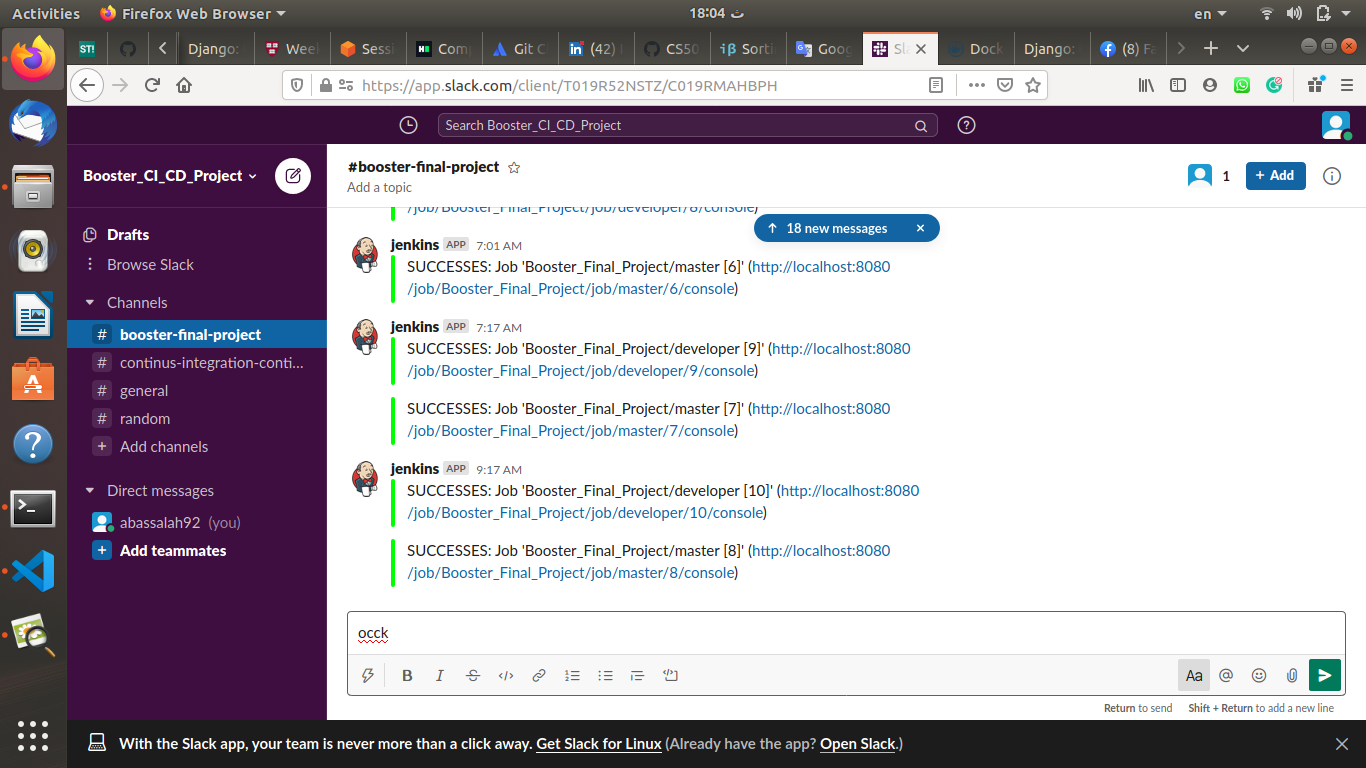 Activities
Firefox Web Browser
18:04 ث
en
ST!
Django:
Wee
Sessi
Com
Git C
(42)
CS50
Sorti
Goog
Sla
Dock
Django:
(8) Fa
https://app.slack.com/client/T019R52NSTZ/C019RMAHBPH
Search Booster_CI_CD_Project
Booster_CI_CD_Project
Drafts
Browse Slack
Channels
# booster-final-project
# continus-integration-conti...
# general
# random
+ Add channels
Direct messages
abassalah92 (you)
+ Add teammates
#booster-final-project
Add a topic
1
+ Add
/job/Booster_Final_Project/job/developer/8/console)
↑ 18 new messages ×
jenkins APP 7:01 AM
SUCCESSES: Job 'Booster_Final_Project/master [6]' (http://localhost:8080
/job/Booster_Final_Project/job/master/6/console)
jenkins APP 7:17 AM
SUCCESSES: Job 'Booster_Final_Project/developer [9]' (http://localhost:8080
/job/Booster_Final_Project/job/developer/9/console)
SUCCESSES: Job 'Booster_Final_Project/master [7]' (http://localhost:8080
/job/Booster_Final_Project/job/master/7/console)
jenkins APP 9:17 AM
SUCCESSES: Job 'Booster_Final_Project/developer [10]' (http://localhost:8080
/job/Booster_Final_Project/job/developer/10/console)
SUCCESSES: Job 'Booster_Final_Project/master [8]' (http://localhost:8080
/job/Booster_Final_Project/job/master/8/console)
occk
B I S </> Aa @
Return to send Shift + Return to add a new line
With the Slack app, your team is never more than a click away. Get Slack for Linux (Already have the app? Open Slack.)